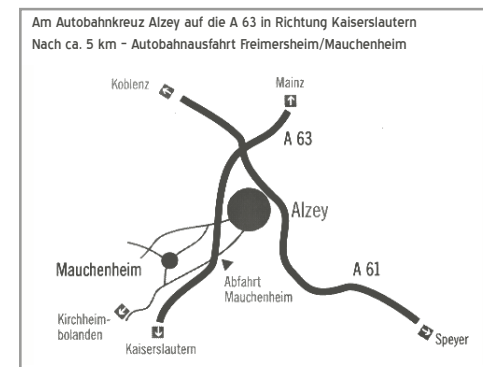 Am Autobahnkreuz Alzey auf die A 63 in Richtung Kaiserslautern
Nach ca. 5 km – Autobahnausfahrt Freimersheim/Mauchenheim
Koblenz
Mainz
A 63
Alzey
Mauchenheim
A 61
Abfahrt
Mauchenheim
Kirchheim-
bolanden
Kaiserslautern
Speyer